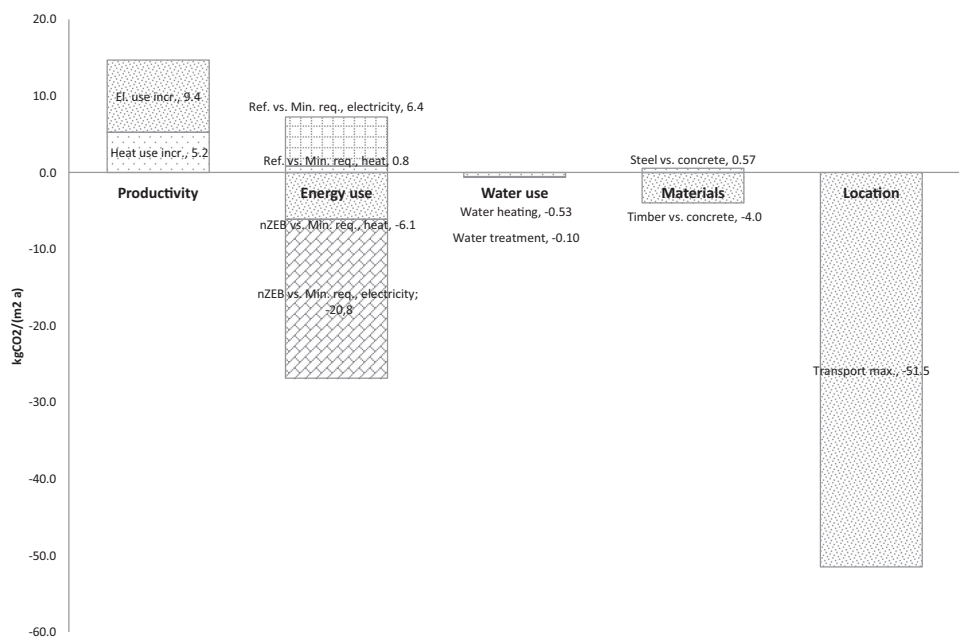 20.0
El. use incr., 9.4
10.0
Ref. vs. Min. req., electricity, 6.4
Heat use incr., 5.2
Ref. vs. Min. req., heat, 0.8
Steel vs. concrete, 0.57
0.0
Productivity
Energy use
Water use
Materials
Location
nZEB vs. Min. req., heat, -6.1
Water heating, -0.53
Timber vs. concrete, -4.0
Water treatment, -0.10
-10.0
nZEB vs. Min. req., electricity;
-20,8
-20.0
Transport max., -51.5
-30.0
-40.0
-50.0
-60.0
kgCO2/(m2 a)